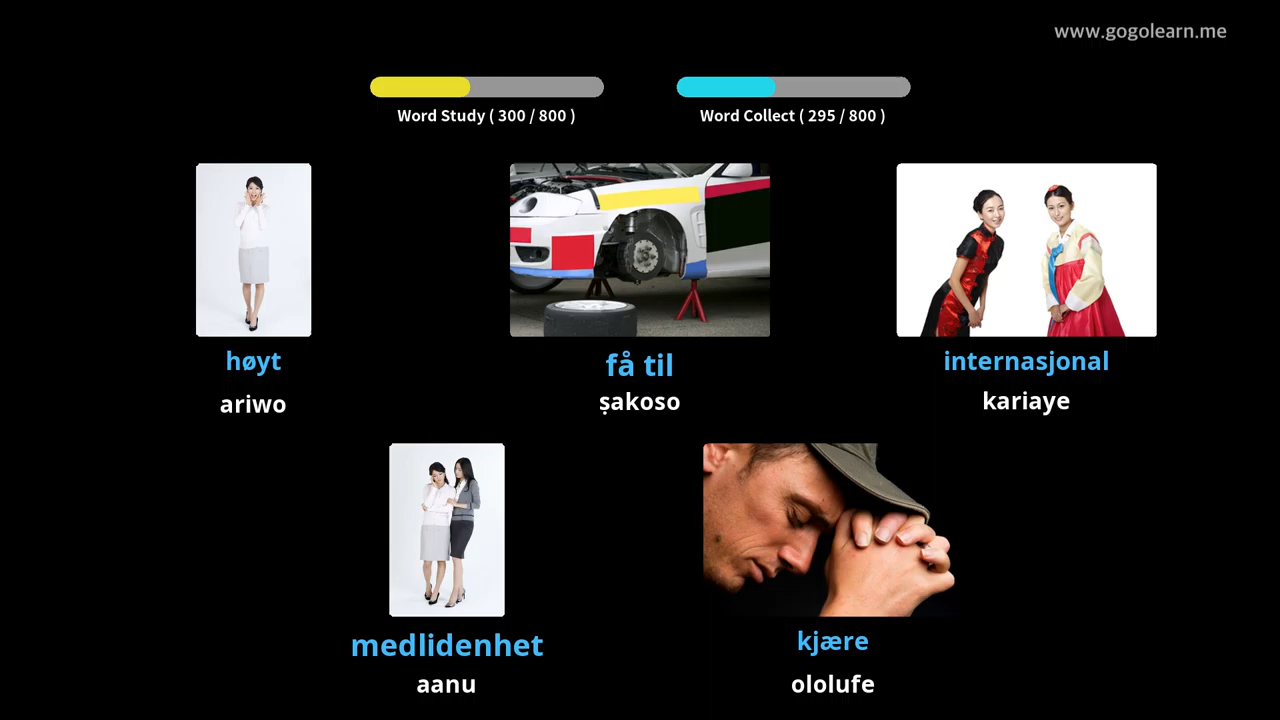 www.gogolearn.me
Word Study ( 300 / 800 )
Word Collect ( 295 / 800 )
høyt
ariwo
få til
ṣakoso
internasjonal
kariaye
medlidenhet
aanu
kjære
ololufe